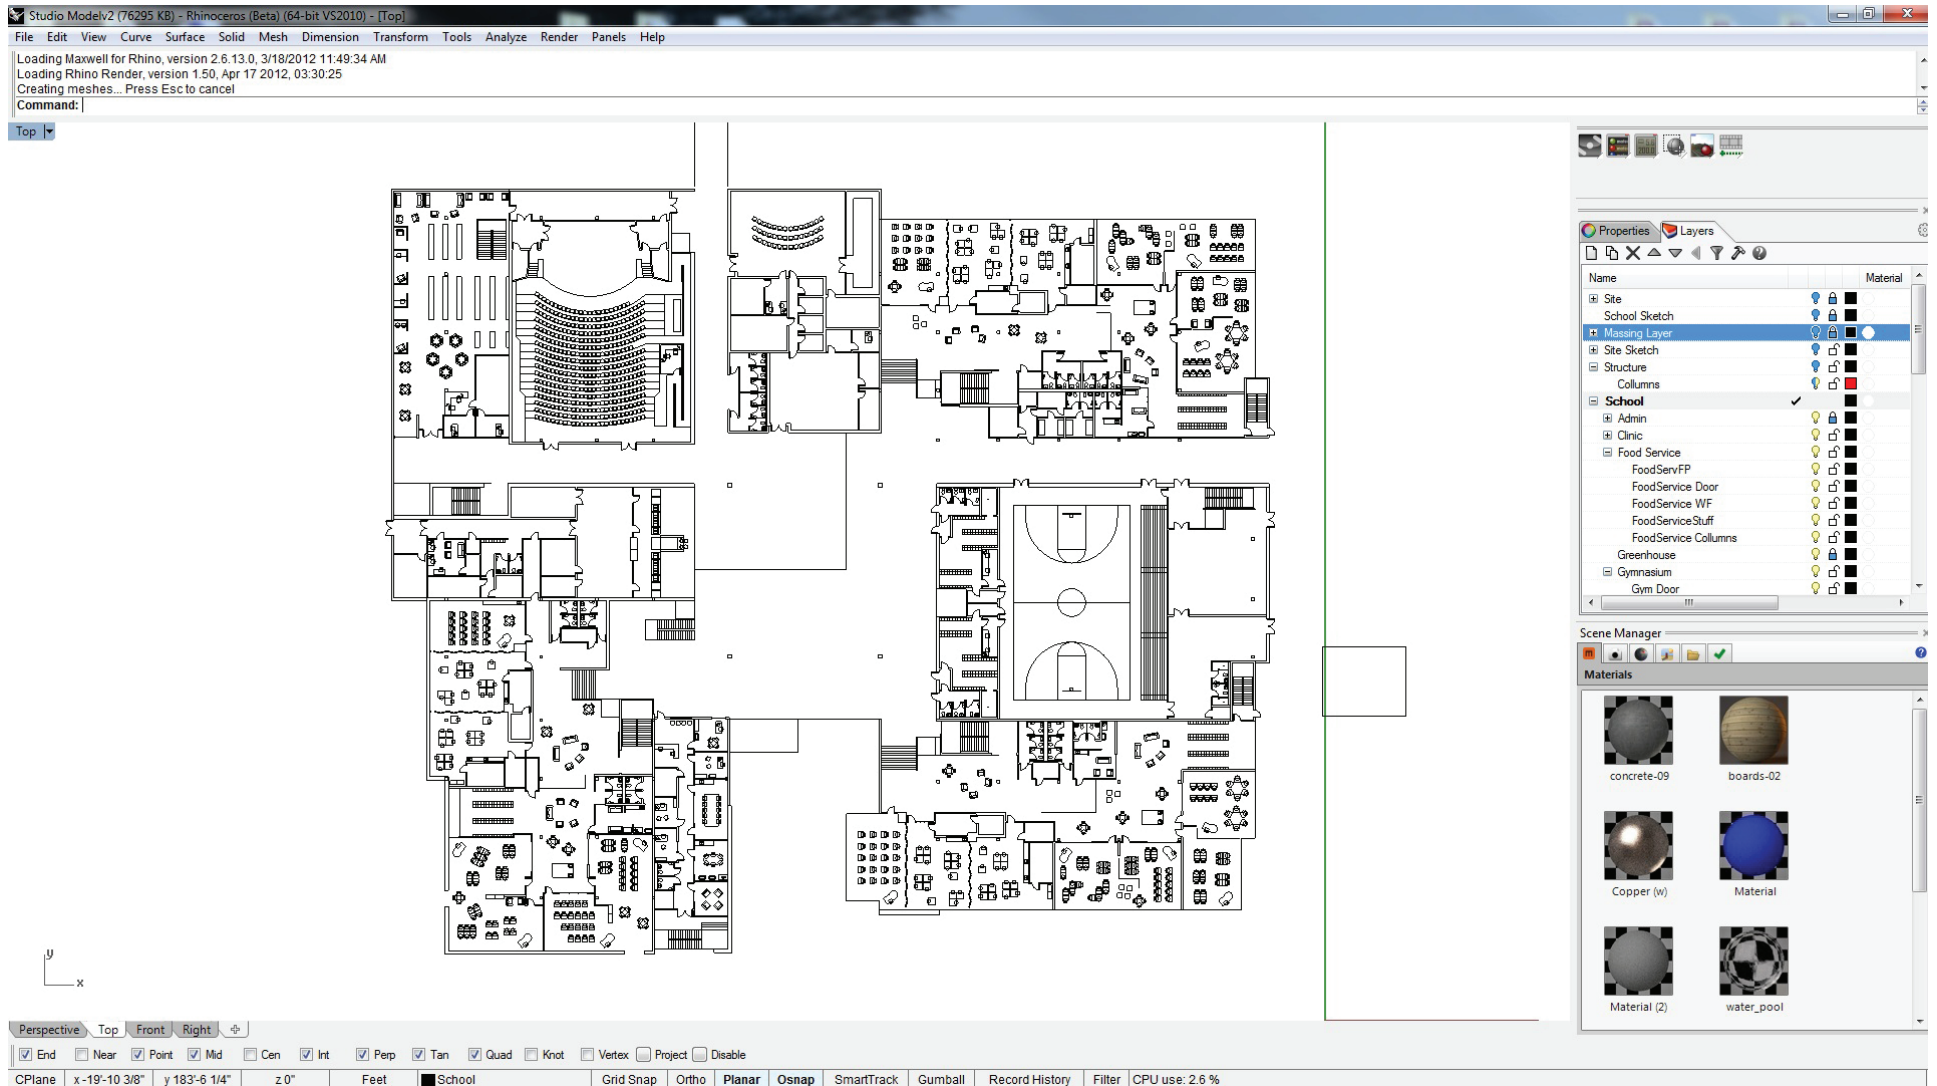 Studio Modelv2 (76295 KB) - Rhinoceros (Beta) (64-bit VS2010) - [Top]
File Edit View Curve Surface Solid Mesh Dimension Transform Tools Analyze Render Panels Help
Loading Maxwell for Rhino, version 2.6.13.0, 3/18/2012 11:49:34 AM
Loading Rhino Render, version 1.50, Apr 17 2012, 03:30:25
Creating meshes... Press Esc to cancel
Command:
Top
Properties Layers
Name Material
Site
School Sketch
Massing Layer
Site Sketch
Structure
Collumns
School
Admin
Clinic
Food Service
FoodServFP
FoodService Door
FoodService WF
FoodServiceStuff
FoodService Collumns
Greenhouse
Gymnasium
Gym Door
Scene Manager
Materials
concrete-09 boards-02
Copper (w) Material
Material (2) water_pool
y
x
Perspective Top Front Right
End Near Point Mid Cen Int Perp Tan Quad Knot Vertex Project Disable
CPlane x -19'-10 3/8" y 183'-6 1/4" z 0" Feet School Grid Snap Ortho Planar Osnap SmartTrack Gumball Record History Filter CPU use: 2.6 %